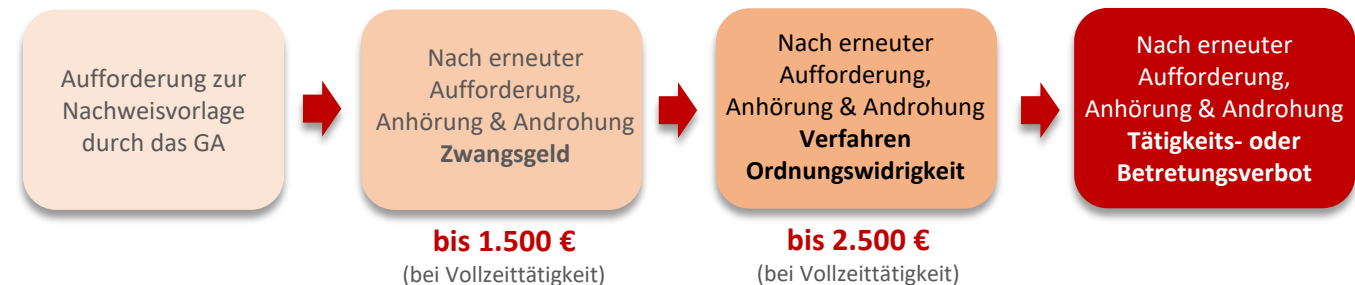 Aufforderung zur
Nachweisvorlage
durch das GA
Nach erneuter
Aufforderung,
Anhörung & Androhung
Zwangsgeld
bis 1.500 €
(bei Vollzeittätigkeit)
Nach erneuter
Aufforderung,
Anhörung & Androhung
Verfahren
Ordnungswidrigkeit
bis 2.500 €
(bei Vollzeittätigkeit)
Nach erneuter
Aufforderung,
Anhörung & Androhung
Tätigkeits- oder
Betretungsverbot